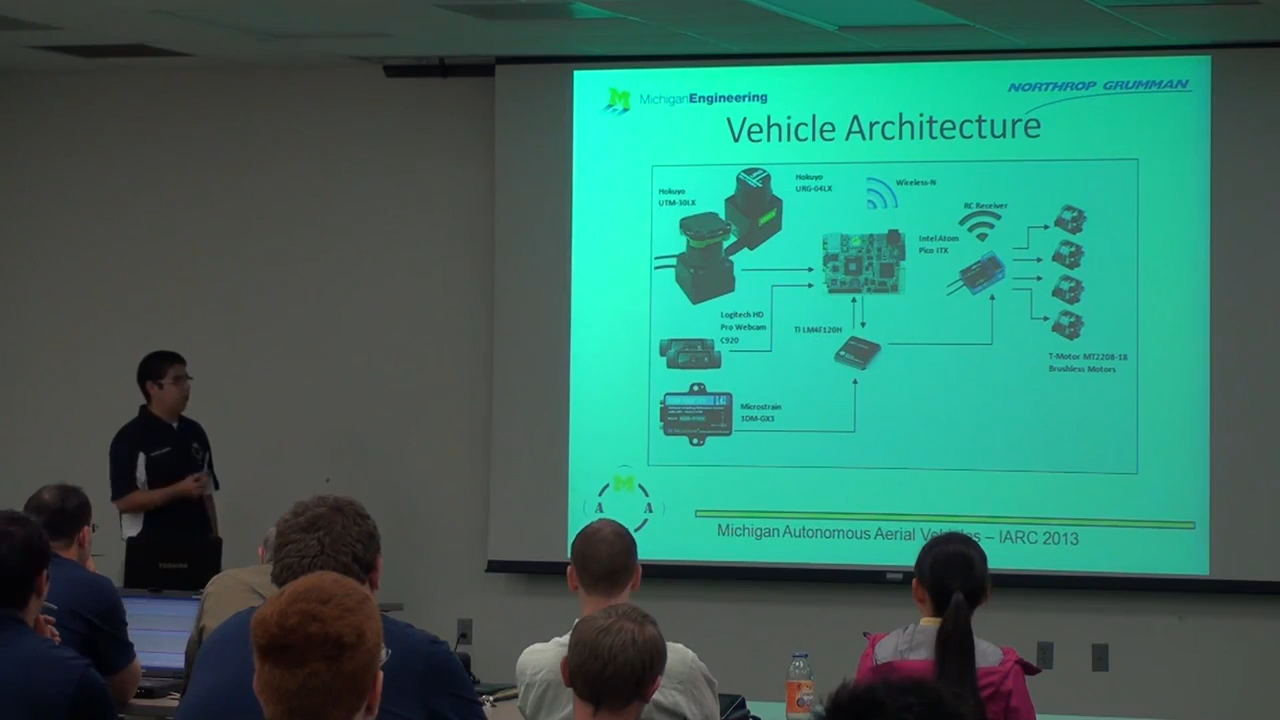 MichiganEngineering
NORTHROP GRUMMAN
Vehicle Architecture
Hokuyo
UTM-30LX
Hokuyo
URG-04LX
Wireless-N
RC Receiver
Intel Atom
Pico ITX
Logitech HD
Pro Webcam
C920
TI LM4F120H
T-Motor MT2208-18
Brushless Motors
Microstrain
3DM-GX3
M
A A
Michigan Autonomous Aerial Vehicles – IARC 2013
TOSHIBA